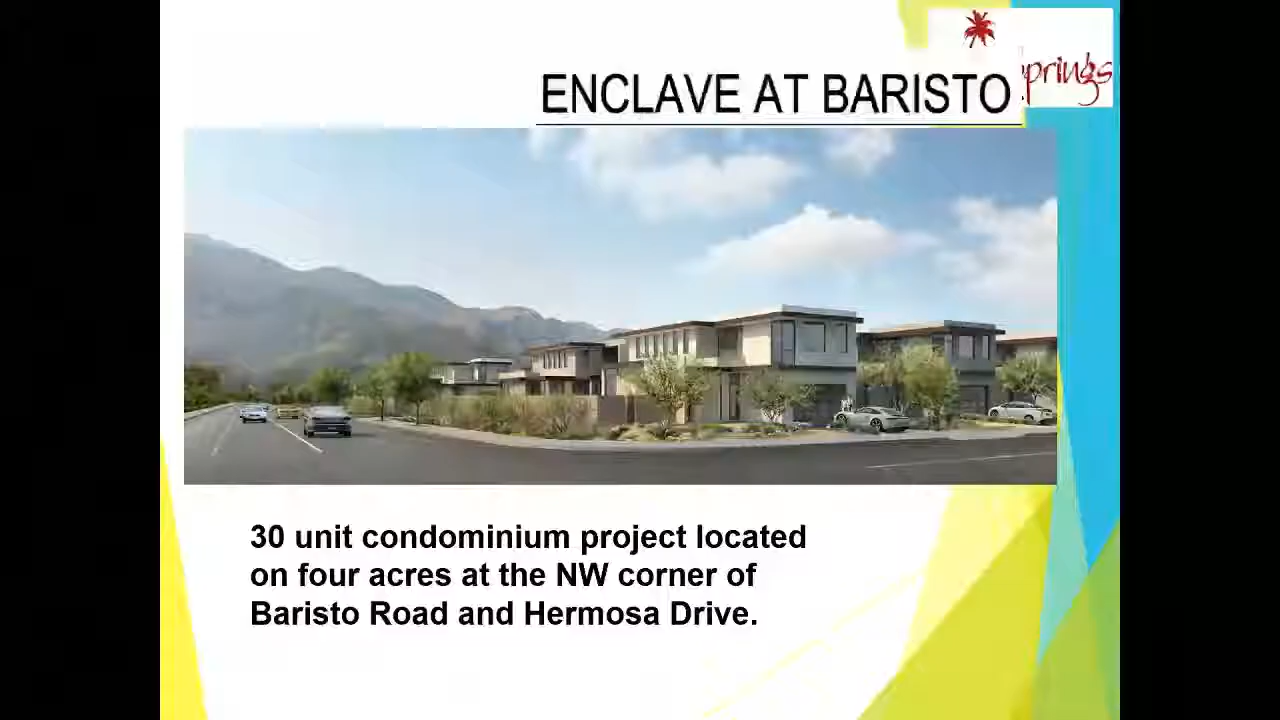 Springs
ENCLAVE AT BARISTO
30 unit condominium project located
on four acres at the NW corner of
Baristo Road and Hermosa Drive.